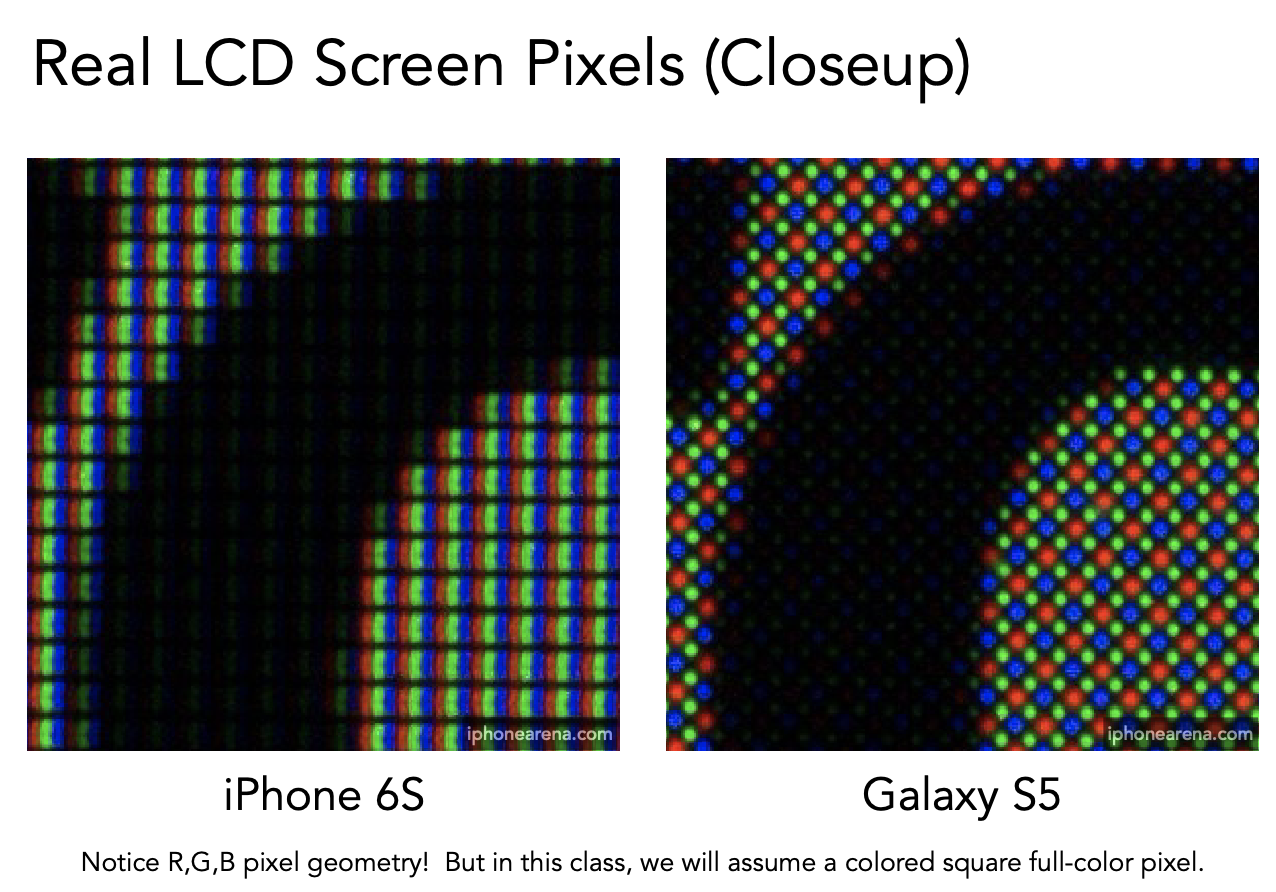 Real LCD Screen Pixels (Closeup)
iphonearena.com
iphonearena.com
iPhone 6S
Galaxy S5
Notice R,G,B pixel geometry! But in this class, we will assume a colored square full-color pixel.